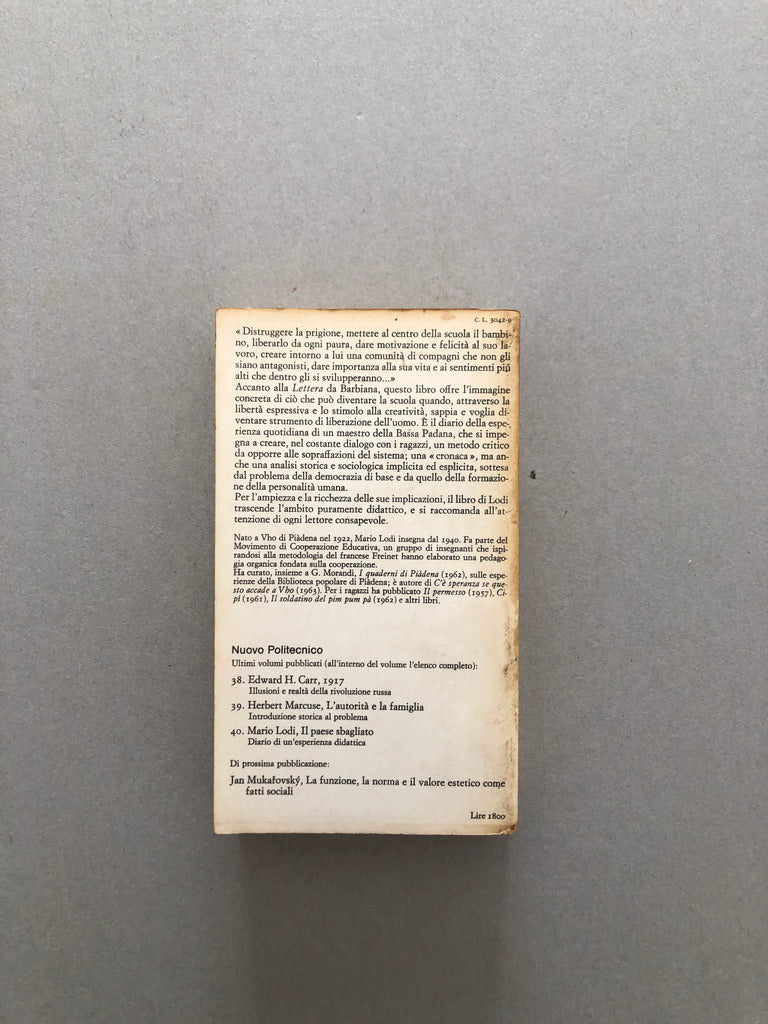 C. L. 3042-9
« Distruggere la prigione, mettere al centro della scuola il bambi-
no, liberarlo da ogni paura, dare motivazione e felicità al suo la-
voro, creare intorno a lui una comunità di compagni che non gli
siano antagonisti, dare importanza alla sua vita e ai sentimenti piú
alti che dentro gli si svilupperanno...»
Accanto alla Lettera da Barbiana, questo libro offre l'immagine
concreta di ciò che può diventare la scuola quando, attraverso la
libertà espressiva e lo stimolo alla creatività, sappia e voglia di-
ventare strumento di liberazione dell'uomo. È il diario della espe-
rienza quotidiana di un maestro della Bassa Padana, che si impe-
gna a creare, nel costante dialogo con i ragazzi, un metodo critico
da opporre alle sopraffazioni del sistema; una « cronaca », ma an-
che una analisi storica e sociologica implicita ed esplicita, sottesa
dal problema della democrazia di base e da quello della formazio-
ne della personalità umana.
Per l'ampiezza e la ricchezza delle sue implicazioni, il libro di Lodi
trascende l'ambito puramente didattico, e si raccomanda all'at-
tenzione di ogni lettore consapevole.
Nato a Vho di Piàdena nel 1922, Mario Lodi insegna dal 1940. Fa parte del
Movimento di Cooperazione Educativa, un gruppo di insegnanti che ispi-
randosi alla metodologia del francese Freinet hanno elaborato una pedago-
gia organica fondata sulla cooperazione.
Ha curato, insieme a G. Morandi, I quaderni di Piàdena (1962), sulle espe-
rienze della Biblioteca popolare di Piàdena; è autore di C'è speranza se que-
sto accade a Vho (1963). Per i ragazzi ha pubblicato Il permesso (1957), Ci-
pí (1961), Il soldatino del pim pum pà (1962) e altri libri.
Nuovo Politecnico
Ultimi volumi pubblicati (all'interno del volume l'elenco completo):
38. Edward H. Carr, 1917
Illusioni e realtà della rivoluzione russa
39. Herbert Marcuse, L'autorità e la famiglia
Introduzione storica al problema
40. Mario Lodi, Il paese sbagliato
Diario di un'esperienza didattica
Di prossima pubblicazione:
Jan Mukařovský, La funzione, la norma e il valore estetico come
fatti sociali
Lire 1800